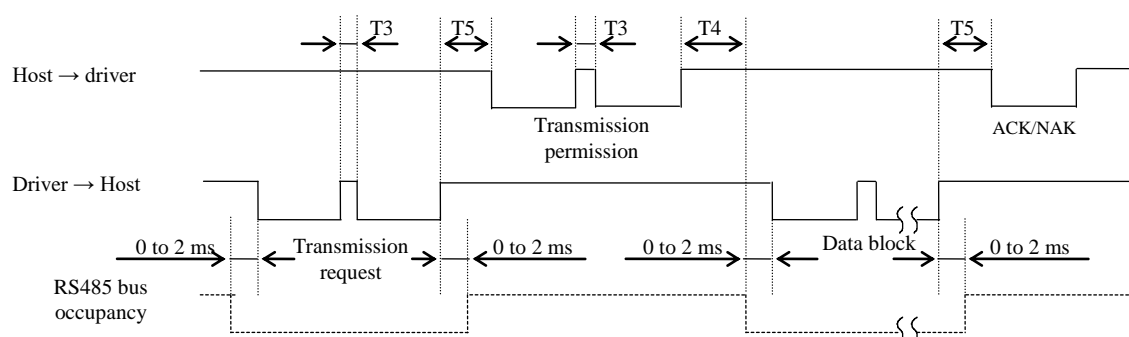 T3
T5
T3
T4
T5
Host → driver
Transmission
permission
ACK/NAK
Driver → Host
0 to 2 ms
Transmission
request
0 to 2 ms
0 to 2 ms
Data block
0 to 2 ms
RS485 bus
occupancy